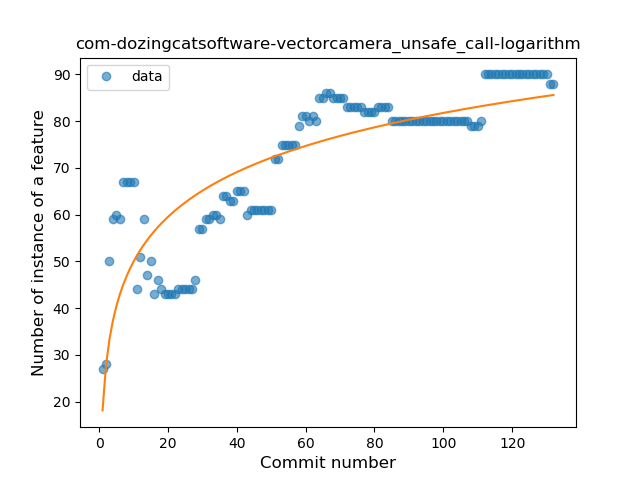 com-dozingcatsoftware-vectorcamera_unsafe_call-logarithm
data
Number of instance of a feature
90
80
70
60
50
40
30
20
0 20 40 60 80 100 120
Commit number